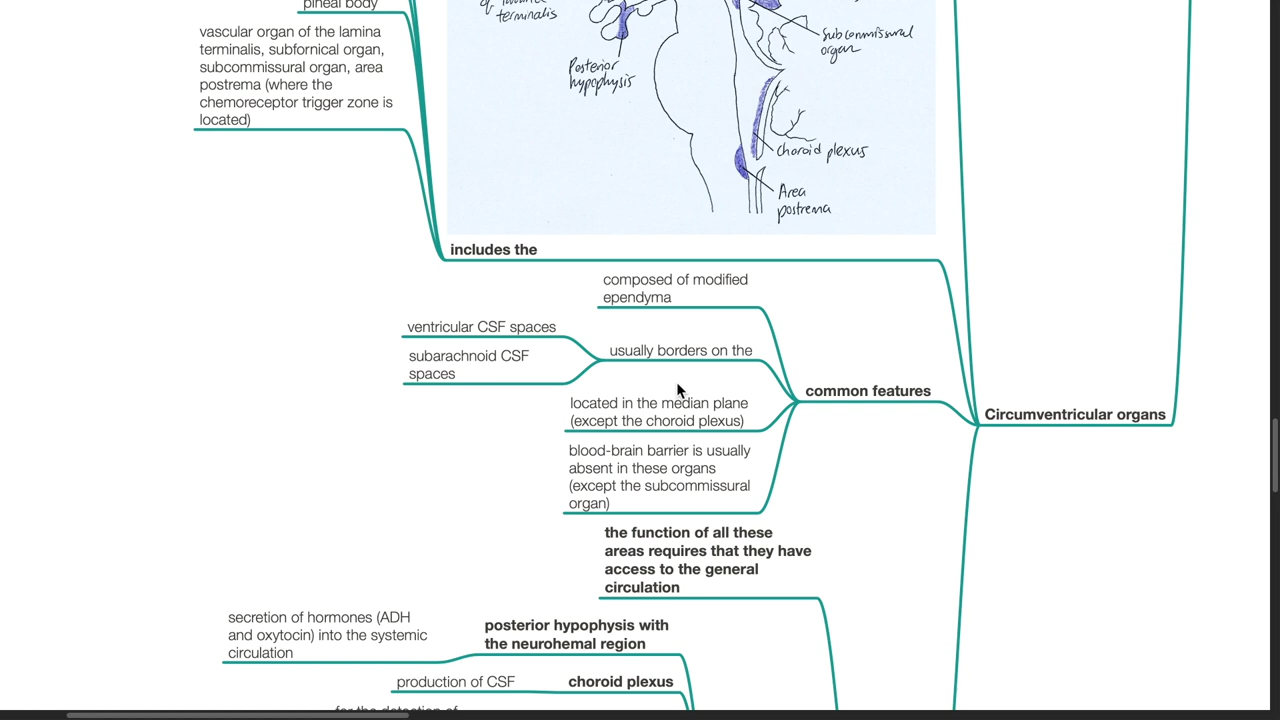 pineal body
vascular organ of the lamina
terminalis, subfornical organ,
subcommissural organ, area
postrema (where the
chemoreceptor trigger zone is
located)
terminalis
Posterior
hypophysis
Subcommissural
organ
Choroid plexus
Area
postrema
includes the
composed of modified
ependyma
ventricular CSF spaces
subarachnoid CSF
spaces
usually borders on the
located in the median plane
(except the choroid plexus)
blood-brain barrier is usually
absent in these organs
(except the subcommissural
organ)
common features
Circumventricular organs
the function of all these
areas requires that they have
access to the general
circulation
secretion of hormones (ADH
and oxytocin) into the systemic
circulation
posterior hypophysis with
the neurohemal region
production of CSF
choroid plexus
for the detection of